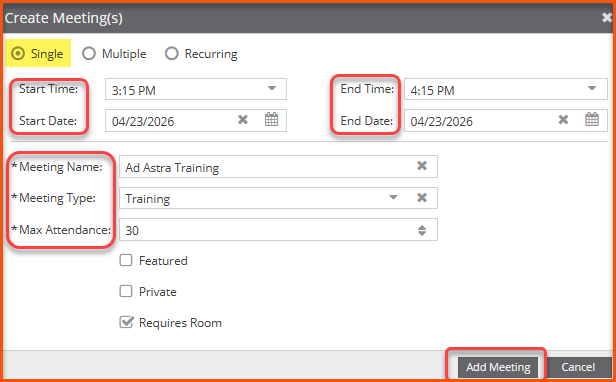 Create Meeting(s)
Single Multiple Recurring
Start Time: 3:15 PM End Time: 4:15 PM
Start Date: 04/23/2026 End Date: 04/23/2026
*Meeting Name: Ad Astra Training
*Meeting Type: Training
*Max Attendance: 30
Featured
Private
Requires Room
Add Meeting Cancel